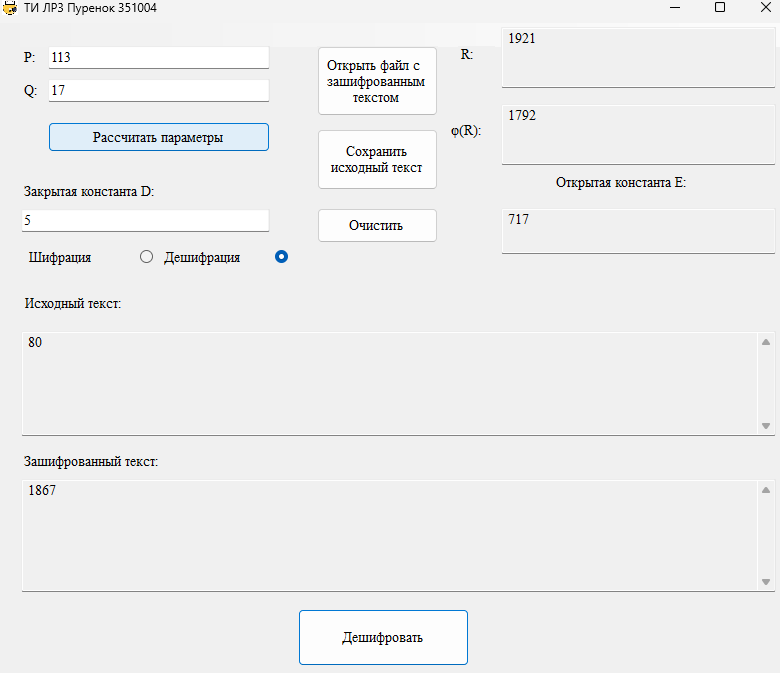 ТИ ЛР3 Пуренок 351004
P:
113
Q:
17
Рассчитать параметры
Закрытая константа D:
5
Шифрация
Дешифрация
Открыть файл с
зашифрованным
текстом
Сохранить
исходный текст
Очистить
R:
1921
φ(R):
1792
Открытая константа E:
717
Исходный текст:
80
Зашифрованный текст:
1867
Дешифровать